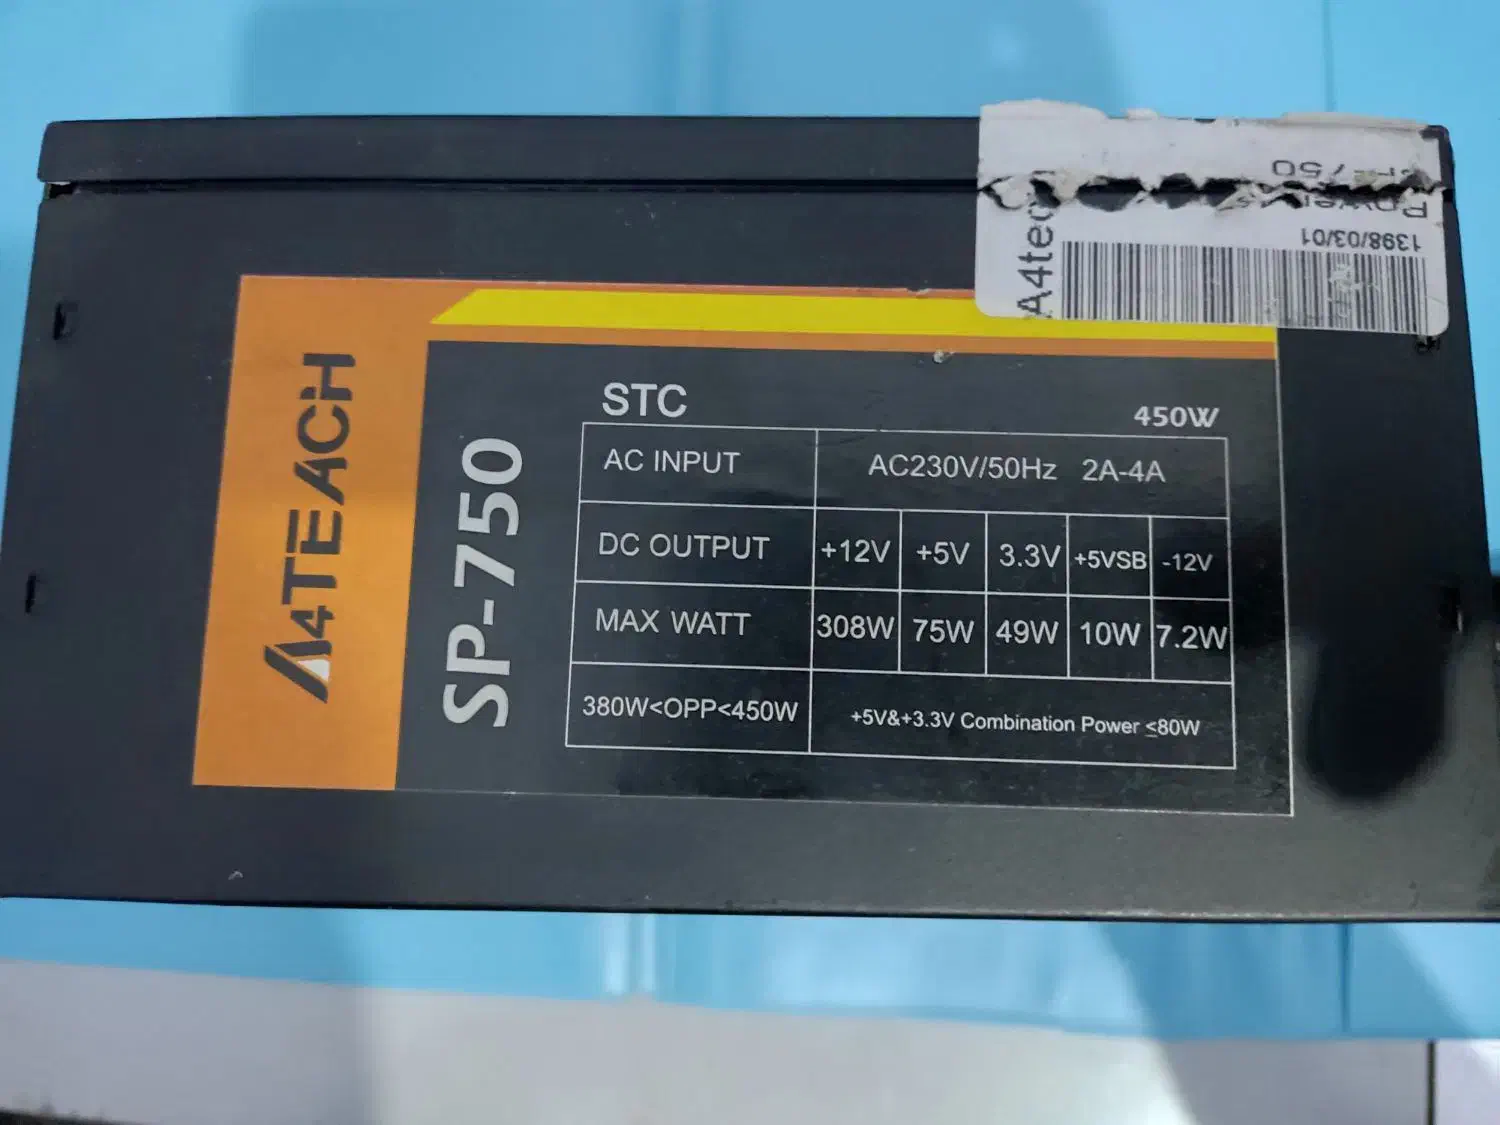 A4TEACH
SP-750
STC
450W
AC INPUT AC230V/50Hz 2A-4A
DC OUTPUT +12V +5V 3.3V +5VSB -12V
MAX WATT 308W 75W 49W 10W 7.2W
380W<OPP<450W +5V&+3.3V Combination Power ≤80W
1398/03/01